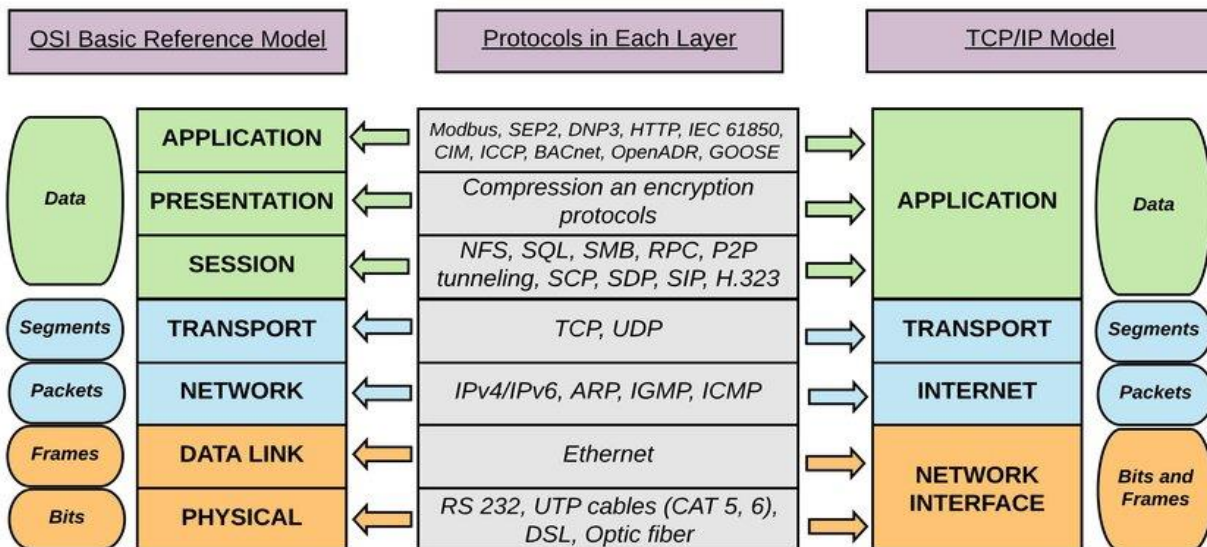 OSI Basic Reference Model
Protocols in Each Layer
TCP/IP Model
Data
APPLICATION
PRESENTATION
SESSION
Modbus, SEP2, DNP3, HTTP, IEC 61850,
CIM, ICCP, BACnet, OpenADR, GOOSE
Compression an encryption
protocols
NFS, SQL, SMB, RPC, P2P
tunneling, SCP, SDP, SIP, H.323
APPLICATION
Data
Segments
TRANSPORT
TCP, UDP
TRANSPORT
Segments
Packets
NETWORK
IPv4/IPv6, ARP, IGMP, ICMP
INTERNET
Packets
Frames
DATA LINK
Ethernet
Bits
PHYSICAL
RS 232, UTP cables (CAT 5, 6),
DSL, Optic fiber
NETWORK
INTERFACE
Bits and
Frames